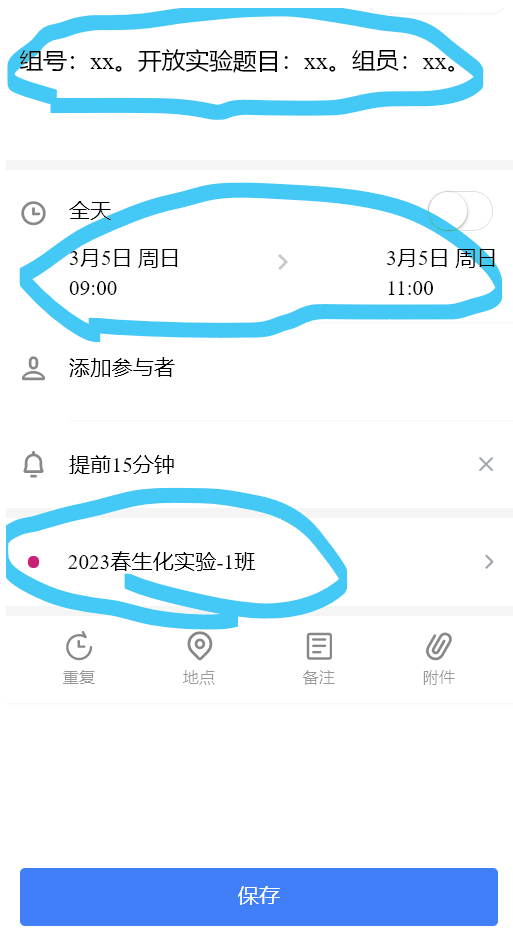 组号：xx。开放实验题目：xx。组员：xx。
全天
3月5日 周日 3月5日 周日
09:00 11:00
添加参与者
提前15分钟
2023春生化实验-1班
重复 地点 备注 附件
保存